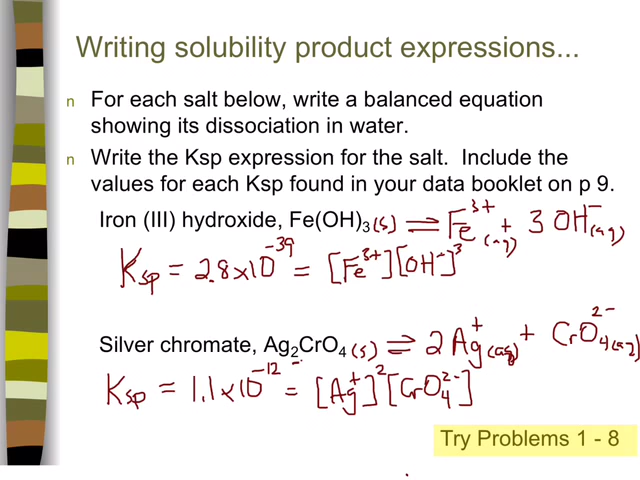 Writing solubility product expressions...
n For each salt below, write a balanced equation
showing its dissociation in water.
n Write the Ksp expression for the salt. Include the
values for each Ksp found in your data booklet on p 9.
Iron (III) hydroxide, Fe(OH)₃(s) ⇌ Fe³⁺(aq) + 3 OH⁻(aq)
Ksp = 2.8 x 10⁻³⁹ = [Fe³⁺][OH⁻]³
Silver chromate, Ag₂CrO₄(s) ⇌ 2 Ag⁺(aq) + CrO₄²⁻(aq)
Ksp = 1.1 x 10⁻¹² = [Ag⁺]²[CrO₄²⁻]
Try Problems 1 - 8